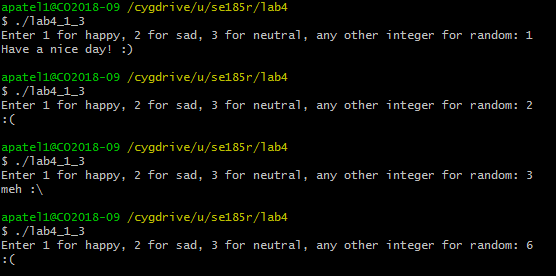 apatel1@CO2018-09 /cygdrive/u/se185r/lab4
$ ./lab4_1_3
Enter 1 for happy, 2 for sad, 3 for neutral, any other integer for random: 1
Have a nice day! :)
apatel1@CO2018-09 /cygdrive/u/se185r/lab4
$ ./lab4_1_3
Enter 1 for happy, 2 for sad, 3 for neutral, any other integer for random: 2
:(
apatel1@CO2018-09 /cygdrive/u/se185r/lab4
$ ./lab4_1_3
Enter 1 for happy, 2 for sad, 3 for neutral, any other integer for random: 3
meh :\
apatel1@CO2018-09 /cygdrive/u/se185r/lab4
$ ./lab4_1_3
Enter 1 for happy, 2 for sad, 3 for neutral, any other integer for random: 6
:(